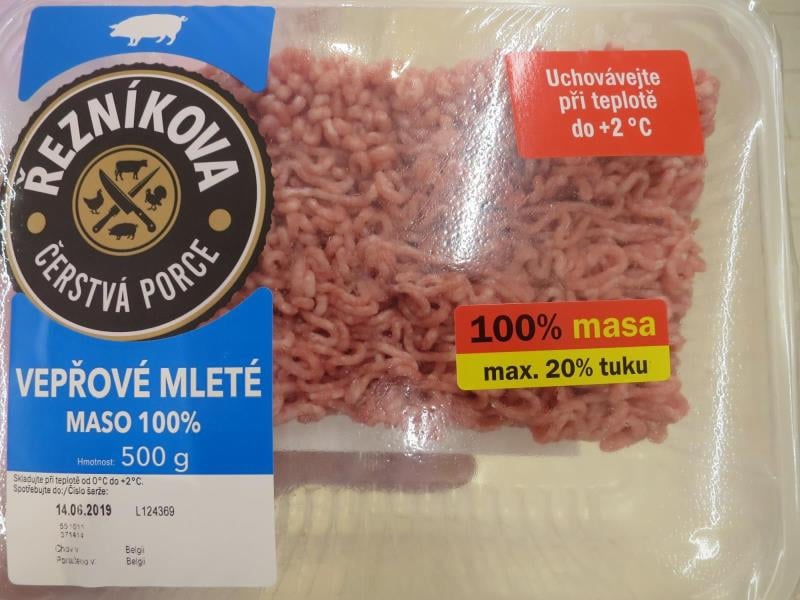 ŘEZNÍKOVA
ČERSTVÁ PORCE
VEPŘOVÉ MLETÉ
MASO 100%
Hmotnost: 500 g
Skladujte při teplotě od 0°C do +2°C.
Spotřebujte do:/Číslo šarže:
14.06.2019 L124369
Chov v: Belgii
Poraženo v: Belgii
Uchovávejte
při teplotě
do +2 °C
100% masa
max. 20% tuku